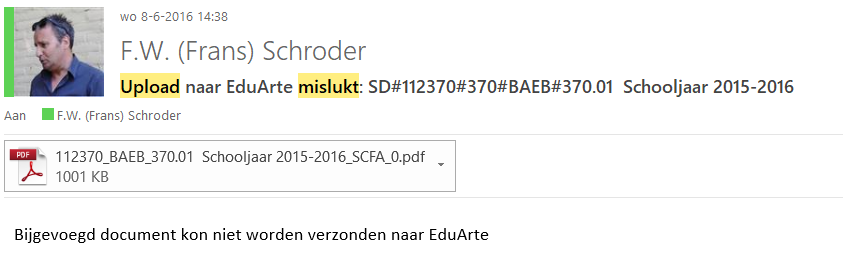 wo 8-6-2016 14:38
F.W. (Frans) Schroder
Upload naar EduArte mislukt: SD#112370#370#BAEB#370.01  Schooljaar 2015-2016
Aan F.W. (Frans) Schroder
PDF
112370_BAEB_370.01  Schooljaar 2015-2016_SCFA_0.pdf
1001 KB
Bijgevoegd document kon niet worden verzonden naar EduArte